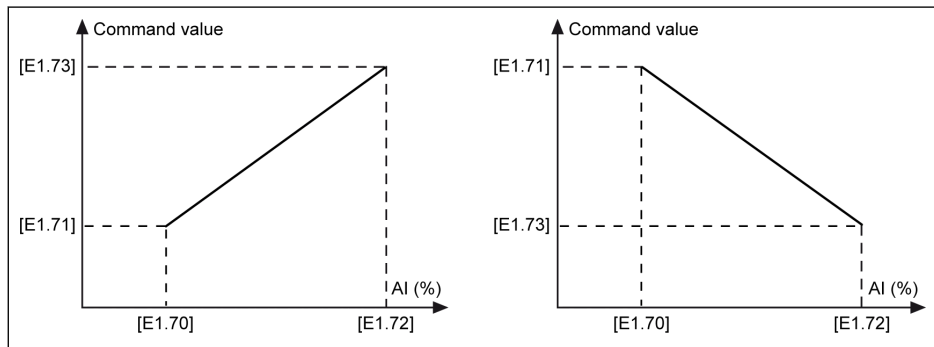 Command value
[E1.73]
[E1.71]
AI (%)
[E1.70]
[E1.72]
Command value
[E1.71]
[E1.73]
AI (%)
[E1.70]
[E1.72]